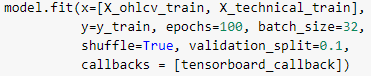 model.fit(x=[X_ohlcv_train, X_technical_train],
y=y_train, epochs=100, batch_size=32,
shuffle=True, validation_split=0.1,
callbacks = [tensorboard_callback])